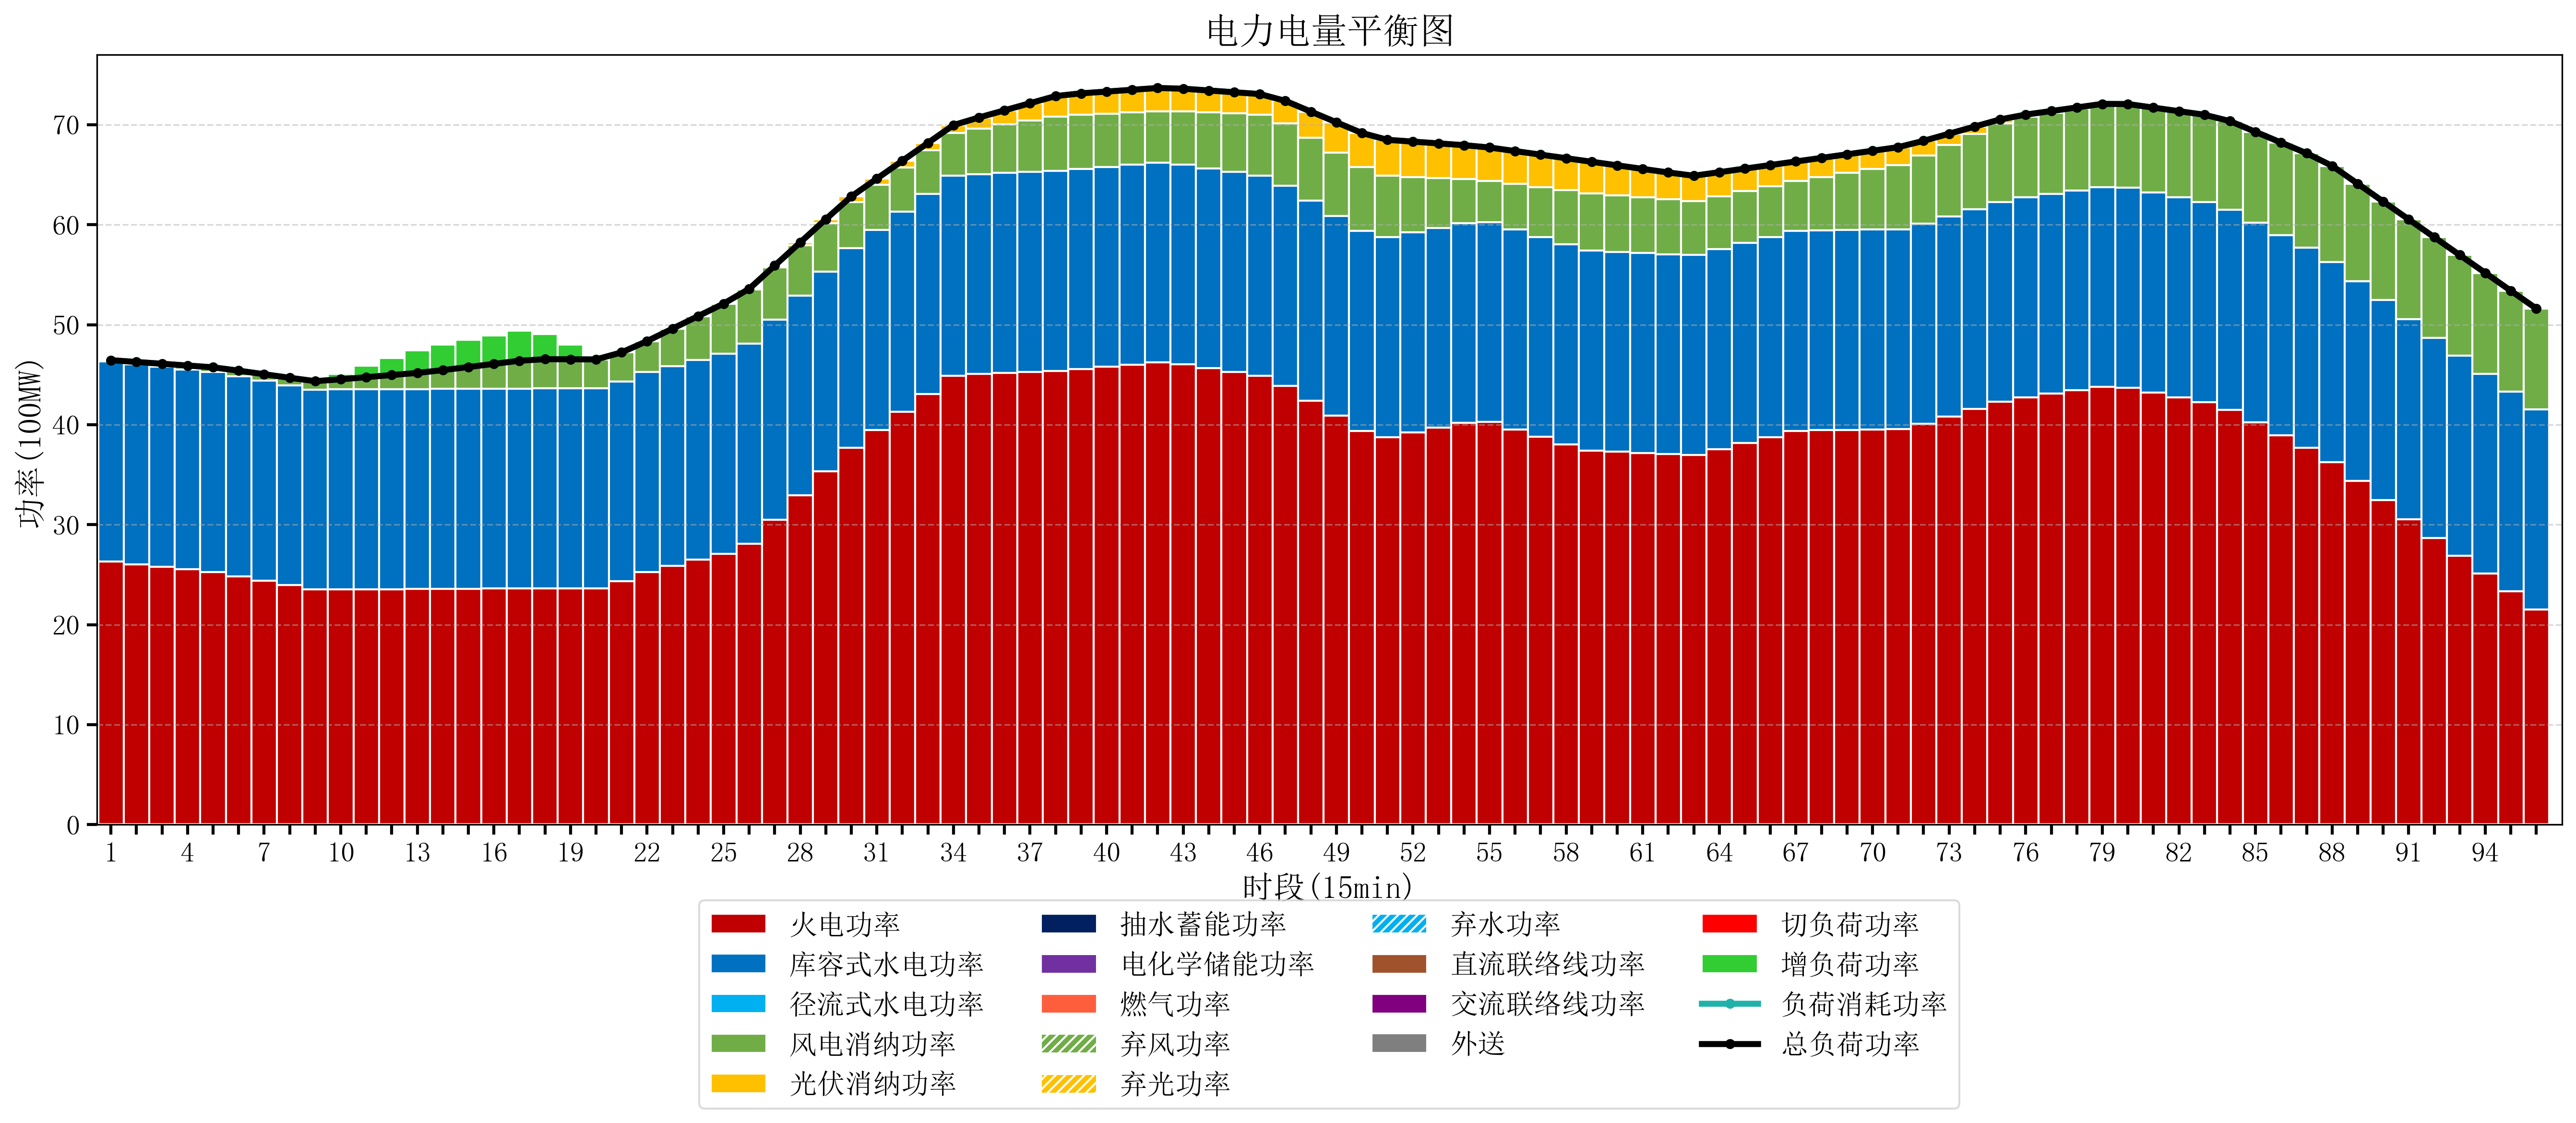 电力电量平衡图
功率(100MW)
70
60
50
40
30
20
10
0
1 4 7 10 13 16 19 22 25 28 31 34 37 40 43 46 49 52 55 58 61 64 67 70 73 76 79 82 85 88 91 94
时段(15min)
火电功率 抽水蓄能功率 弃水功率 切负荷功率
库容式水电功率 电化学储能功率 直流联络线功率 增负荷功率
径流式水电功率 燃气功率 交流联络线功率 负荷消耗功率
风电消纳功率 弃风功率 外送 总负荷功率
光伏消纳功率 弃光功率